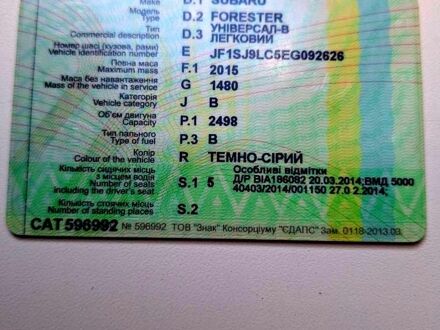 Make D.1 SUBARU
Модель
Type D.2 FORESTER
Тип УНІВЕРСАЛ-B
Commercial description D.3 ЛЕГКОВИЙ
Номер шасі (кузова, рами)
Vehicle identification number E JF1SJ9LC5EG092626
Повна маса
Maximum mass F.1 2015
Маса без навантаження
Mass of the vehicle in service G 1480
Категорія
Vehicle category J B
Об'єм двигуна
Capacity P.1 2498
Тип пального
Type of fuel P.3 B
Колір
Colour of the vehicle R ТЕМНО-СІРИЙ
Кількість сидячих місць Особливі відмітки
з місцем водія Д/Р ВІА186082 20.03.2014;ВМД 5000
Number of seats S.1 5 40403/2014/001150 27.0 2.2014;
including the driver's seat
Кількість стоячих місць
Number of standing places S.2
САТ596992 № 596992 ТОВ "Знак" Консорціуму "ЄДАПС" Зам. 0118-2013.03.